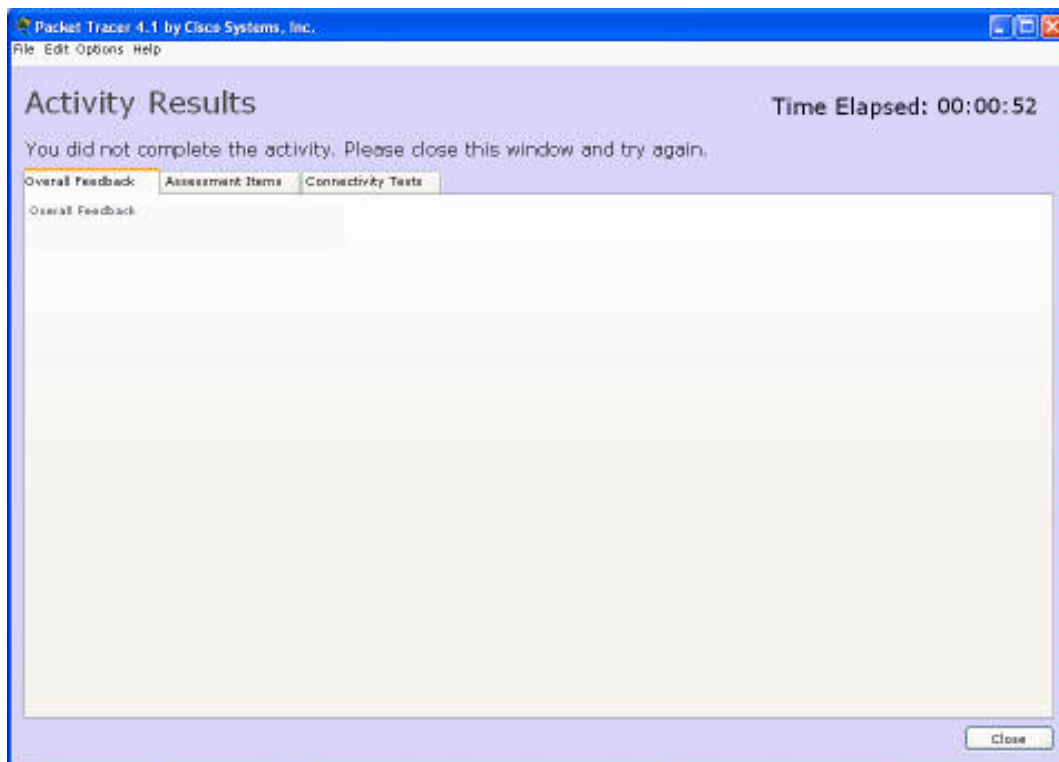 Packet Tracer 4.1 by Cisco Systems, Inc.
File Edit Options Help
Activity Results
Time Elapsed: 00:00:52
You did not complete the activity. Please close this window and try again.
Overall Feedback Assessment Items Connectivity Tests
Overall Feedback
Close